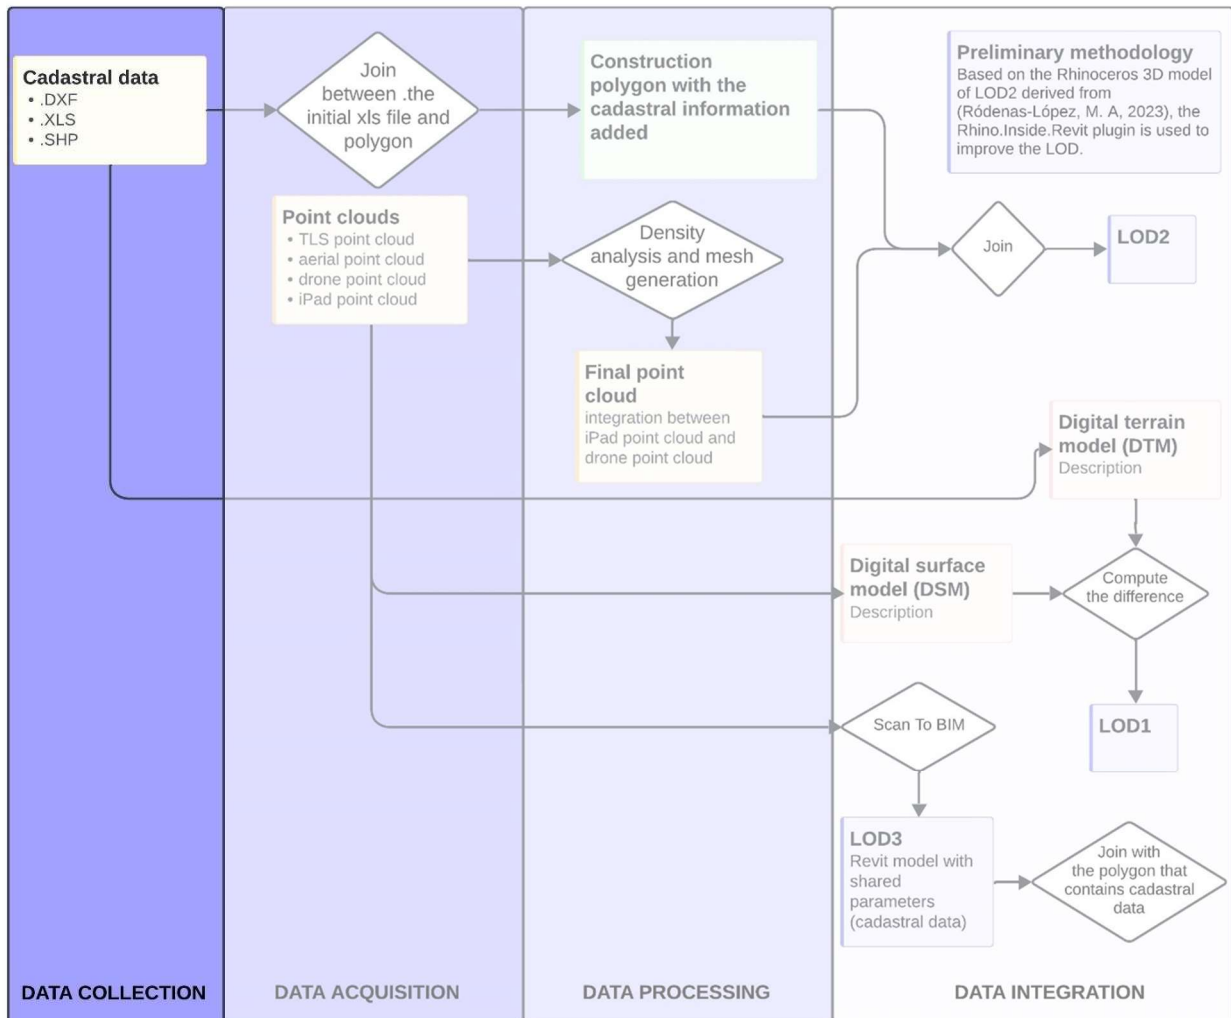 Cadastral data
• .DXF
• .XLS
• .SHP
DATA COLLECTION
Join
between .the
initial xls file and
polygon
Point clouds
• TLS point cloud
• aerial point cloud
• drone point cloud
• iPad point cloud
DATA ACQUISITION
Construction
polygon with the
cadastral information
added
Density
analysis and mesh
generation
Final point
cloud
integration between
iPad point cloud and
drone point cloud
DATA PROCESSING
Preliminary methodology
Based on the Rhinoceros 3D model
of LOD2 derived from
(Ródenas-López, M. A, 2023), the
Rhino.Inside.Revit plugin is used to
improve the LOD.
Join
LOD2
Digital terrain
model (DTM)
Description
Digital surface
model (DSM)
Description
Compute
the difference
LOD1
Scan To BIM
LOD3
Revit model with
shared
parameters
(cadastral data)
Join with
the polygon that
contains cadastral
data
DATA INTEGRATION